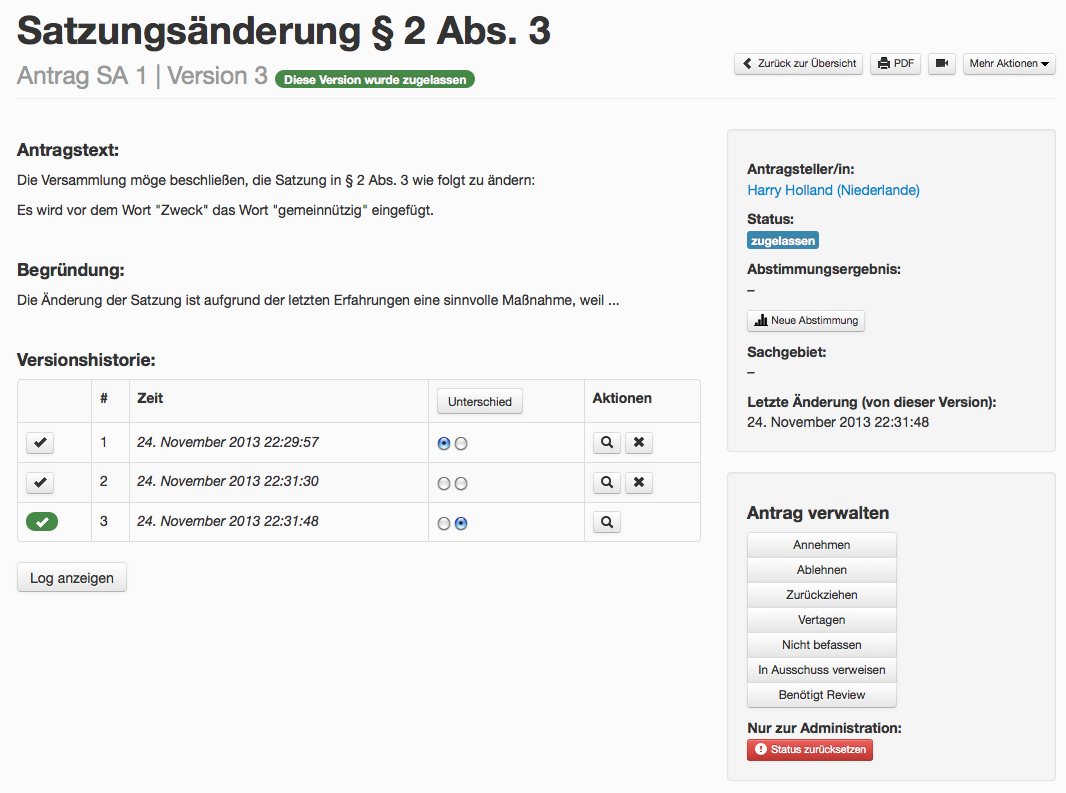 Satzungsänderung § 2 Abs. 3
Antrag SA 1 | Version 3 Diese Version wurde zugelassen
Zurück zur Übersicht PDF Mehr Aktionen
Antragstext:
Die Versammlung möge beschließen, die Satzung in § 2 Abs. 3 wie folgt zu ändern:
Es wird vor dem Wort "Zweck" das Wort "gemeinnützig" eingefügt.
Begründung:
Die Änderung der Satzung ist aufgrund der letzten Erfahrungen eine sinnvolle Maßnahme, weil ...
Versionshistorie:
# Zeit Unterschied Aktionen
1 24. November 2013 22:29:57
2 24. November 2013 22:31:30
3 24. November 2013 22:31:48
Log anzeigen
Antragsteller/in:
Harry Holland (Niederlande)
Status:
zugelassen
Abstimmungsergebnis:
–
Neue Abstimmung
Sachgebiet:
–
Letzte Änderung (von dieser Version):
24. November 2013 22:31:48
Antrag verwalten
Annehmen
Ablehnen
Zurückziehen
Vertagen
Nicht befassen
In Ausschuss verweisen
Benötigt Review
Nur zur Administration:
Status zurücksetzen